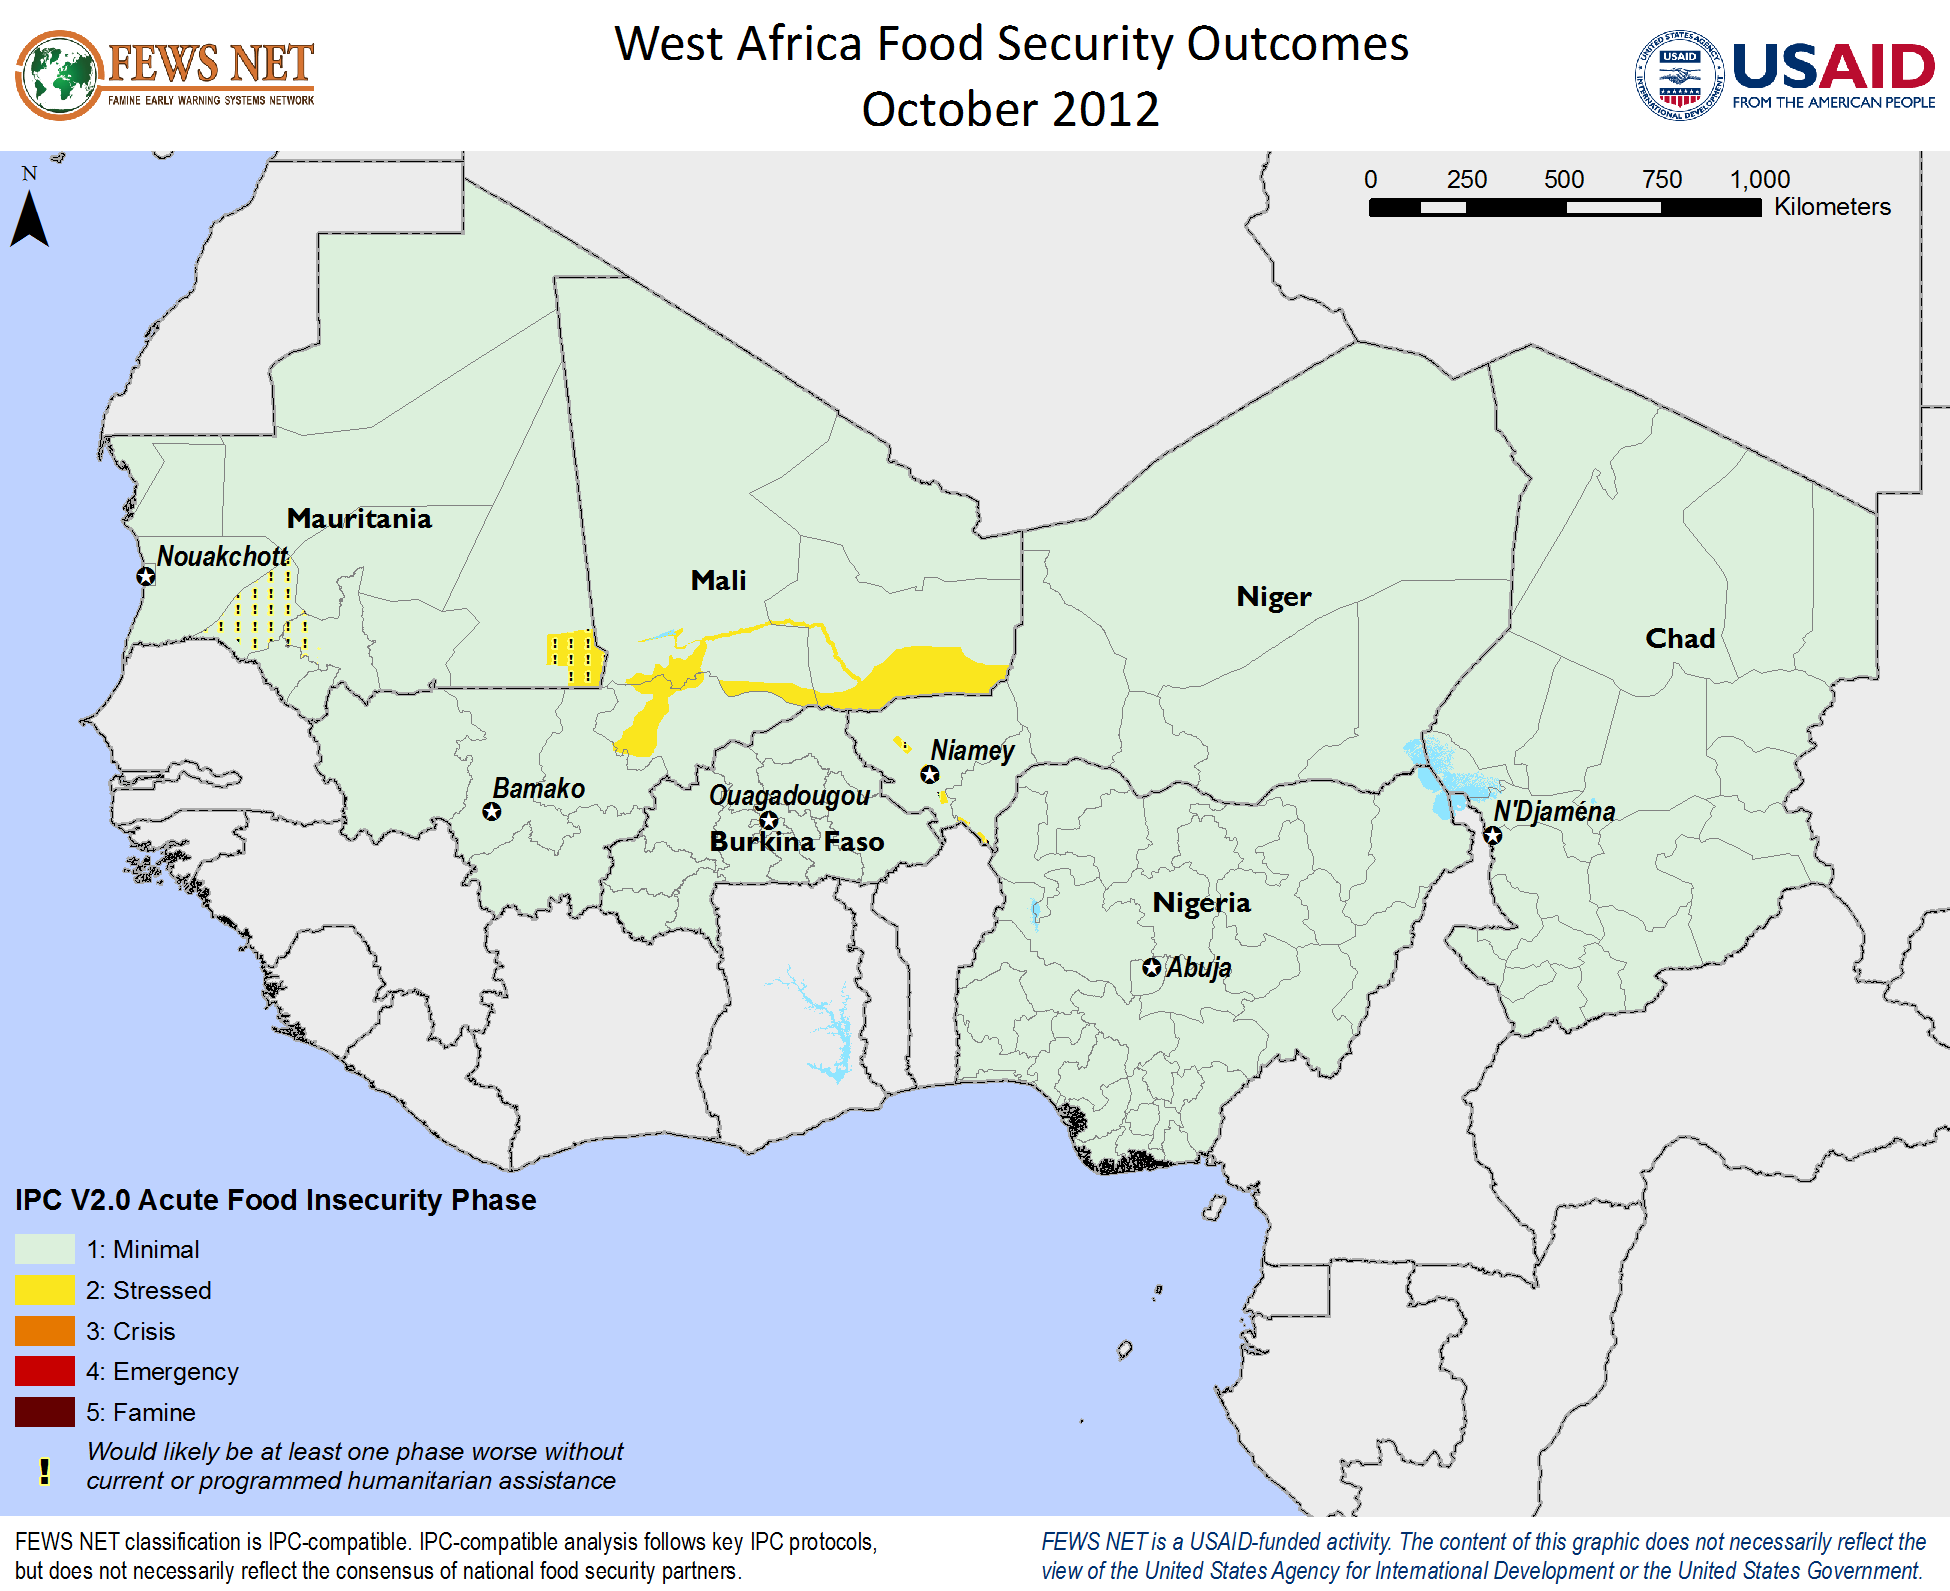 FEWS NET
FAMINE EARLY WARNING SYSTEMS NETWORK
West Africa Food Security Outcomes
October 2012
UNITED STATES AGENCY
USAID
INTERNATIONAL DEVELOPMENT
USAID
FROM THE AMERICAN PEOPLE
N
0 250 500 750 1,000
Kilometers
Mauritania
Nouakchott
Mali
Niger
Chad
Niamey
Bamako
Ouagadougou
Burkina Faso
N'Djaména
Nigeria
Abuja
IPC V2.0 Acute Food Insecurity Phase
1: Minimal
2: Stressed
3: Crisis
4: Emergency
5: Famine
! Would likely be at least one phase worse without
current or programmed humanitarian assistance
FEWS NET classification is IPC-compatible. IPC-compatible analysis follows key IPC protocols,
but does not necessarily reflect the consensus of national food security partners.
FEWS NET is a USAID-funded activity. The content of this graphic does not necessarily reflect the
view of the United States Agency for International Development or the United States Government.